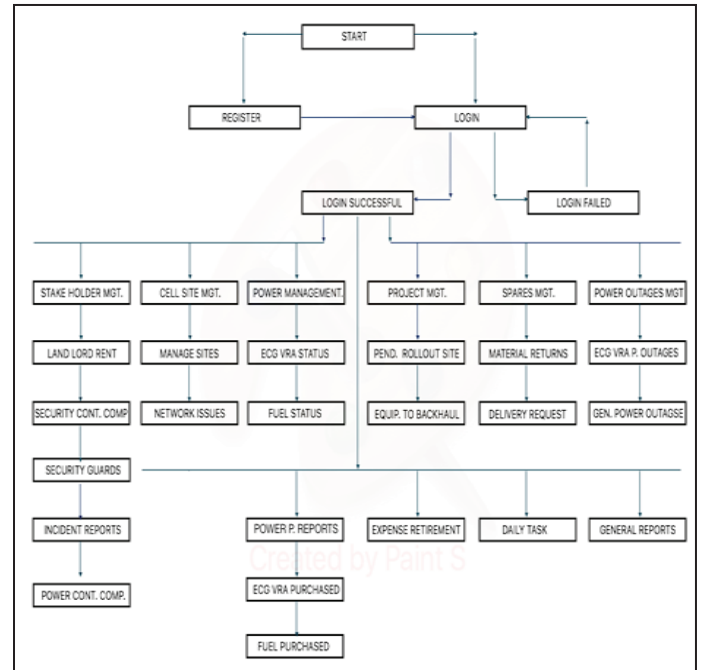 START
REGISTER
LOGIN
LOGIN SUCCESSFUL
LOGIN FAILED
STAKE HOLDER MGT.
CELL SITE MGT.
POWER MANAGEMENT.
PROJECT MGT.
SPARES MGT.
POWER OUTAGES MGT
LAND LORD RENT
MANAGE SITES
ECG VRA STATUS
PEND. ROLLOUT SITE
MATERIAL RETURNS
ECG VRA P. OUTAGES
SECURITY CONT. COMP
NETWORK ISSUES
FUEL STATUS
EQUIP. TO BACKHAUL
DELIVERY REQUEST
GEN. POWER OUTAGSE
SECURITY GUARDS
INCIDENT REPORTS
POWER P. REPORTS
EXPENSE RETIREMENT
DAILY TASK
GENERAL REPORTS
Created by Paint S
POWER CONT. COMP.
ECG VRA PURCHASED
FUEL PURCHASED